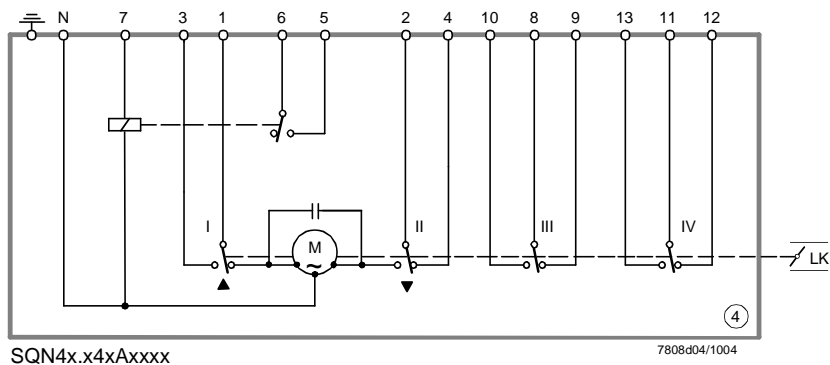 N 7 3 1 6 5 2 4 10 8 9 13 11 12
I II III IV
M
~
LK
4
SQN4x.x4xAxxxx
7808d04/1004